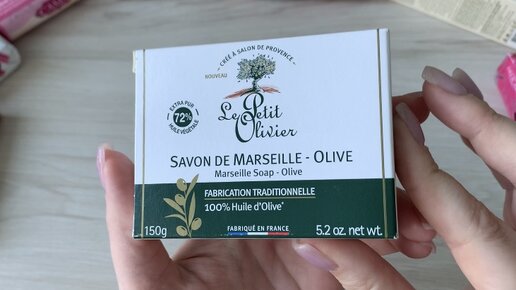 CRÉÉ À SALON DE PROVENCE
NOUVEAU
EXTRA PUR
72%
HUILE VÉGÉTALE
Le Petit
Olivier
SAVON DE MARSEILLE - OLIVE
Marseille Soap - Olive
FABRICATION TRADITIONNELLE
100% Huile d'Olive*
150g
5.2 oz. net wt.
FABRIQUÉ EN FRANCE